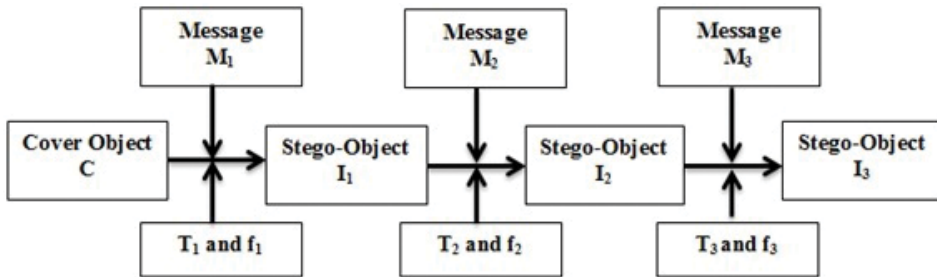 Message
M₁
Message
M₂
Message
M₃
Cover Object
C
Stego-Object
I₁
Stego-Object
I₂
Stego-Object
I₃
T₁ and f₁
T₂ and f₂
T₃ and f₃